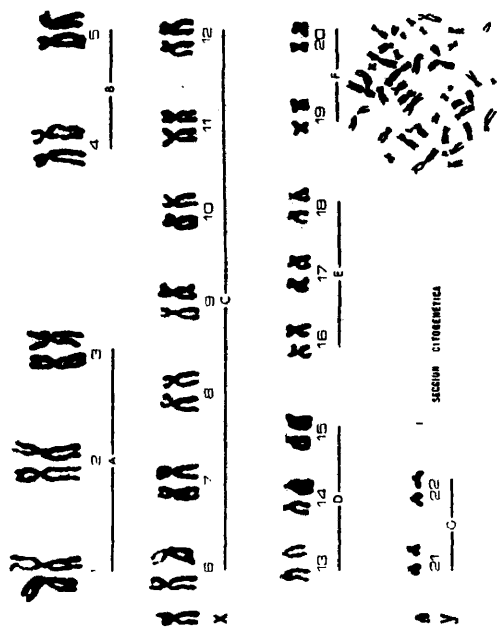 1 2 3 4 5
A B
X 6 7 8 9 10 11 12
C
13 14 15 16 17 18 19 20
D E F
y 21 22
G
SECCION CITOGENÉTICA